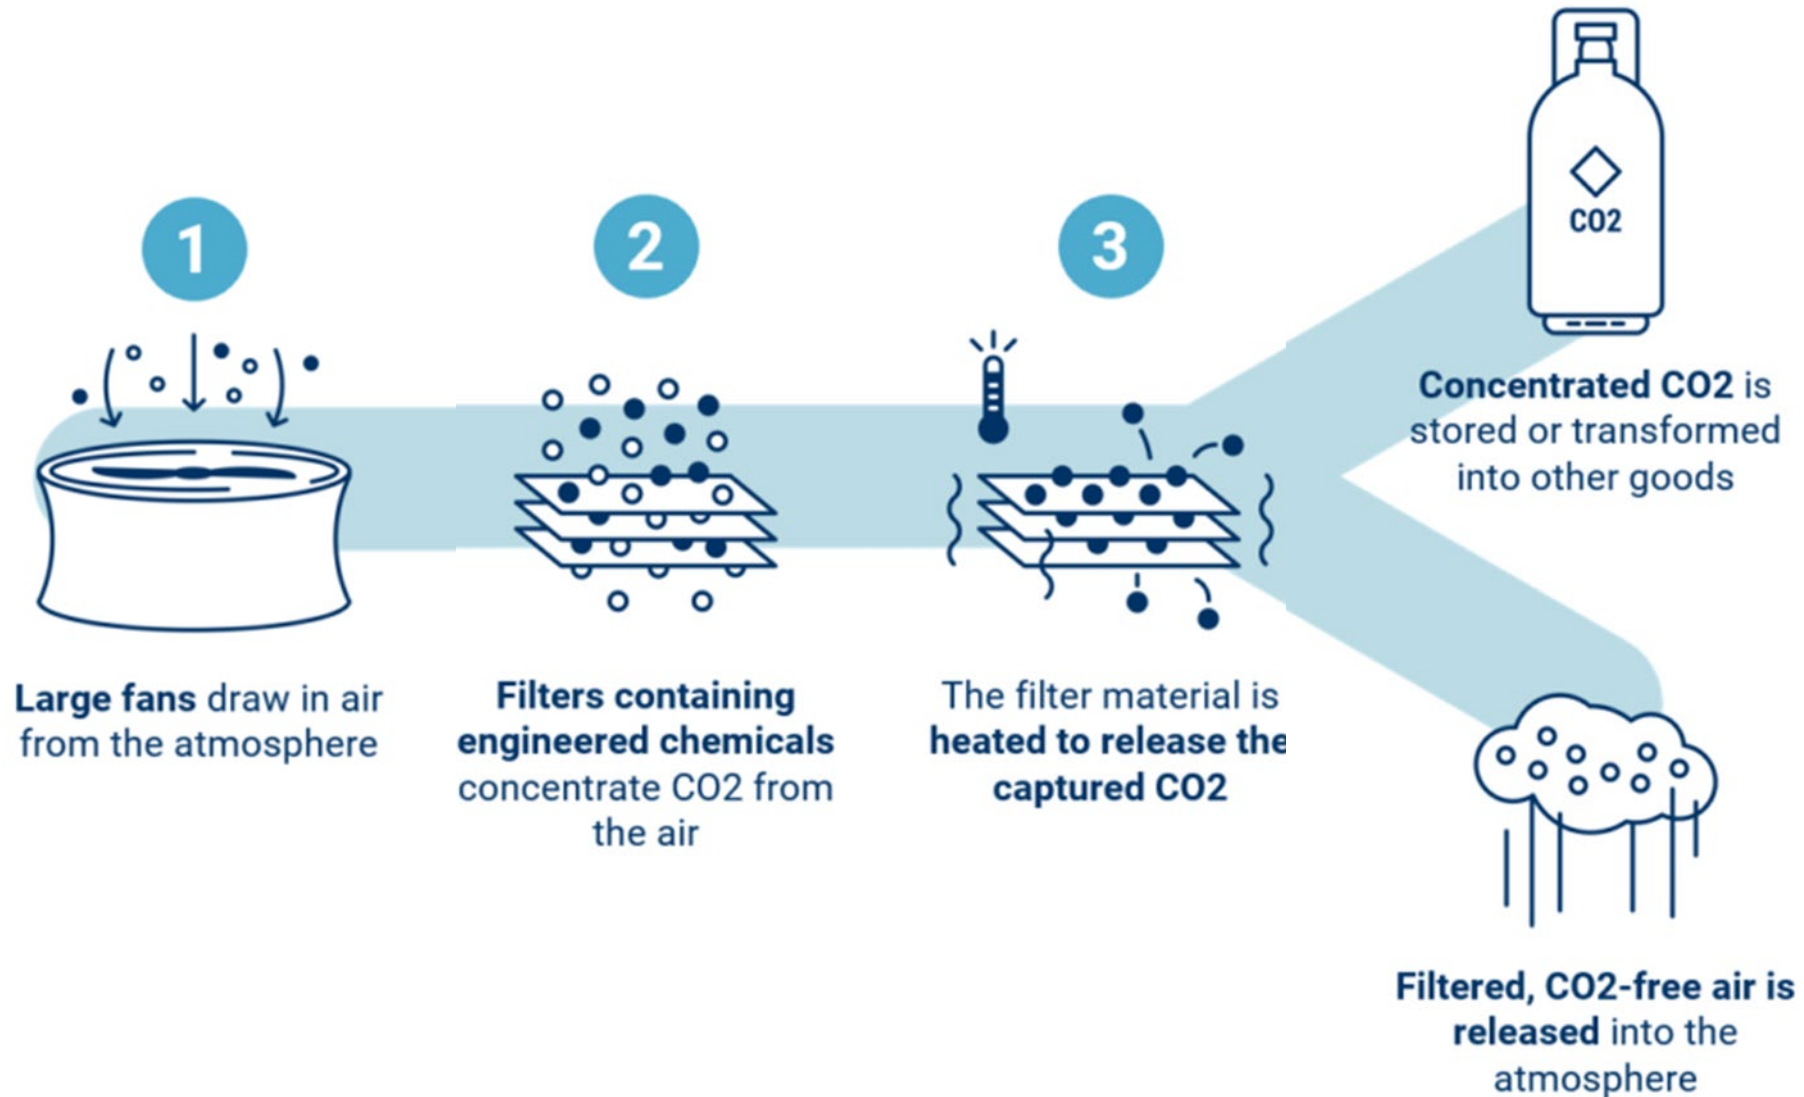 1
Large fans draw in air
from the atmosphere
2
Filters containing
engineered chemicals
concentrate CO2 from
the air
3
The filter material is
heated to release the
captured CO2
CO2
Concentrated CO2 is
stored or transformed
into other goods
Filtered, CO2-free air is
released into the
atmosphere